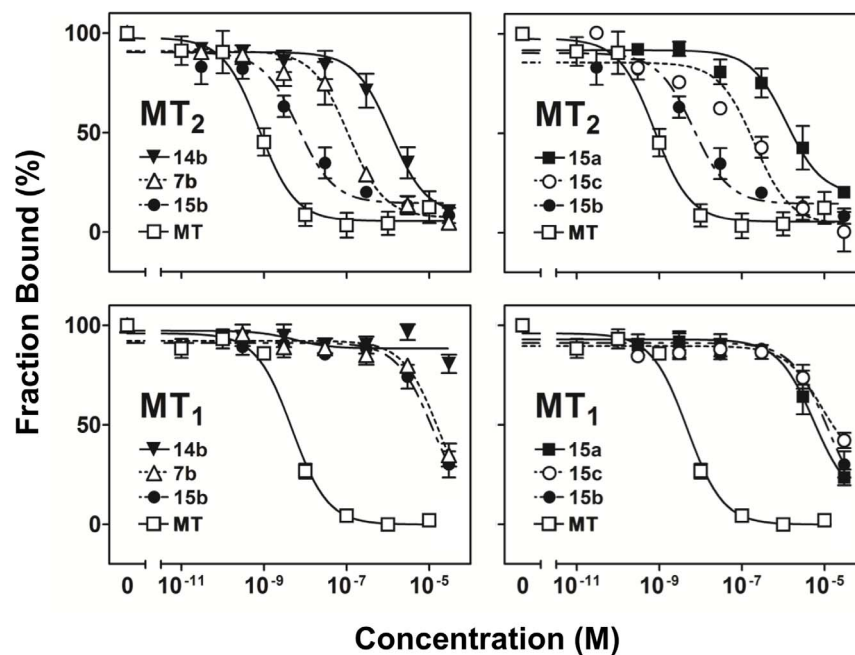 Fraction Bound (%)
100
50
0
MT₂
14b
7b
15b
MT
MT₂
15a
15c
15b
MT
100
50
0
MT₁
14b
7b
15b
MT
MT₁
15a
15c
15b
MT
0 10⁻¹¹ 10⁻⁹ 10⁻⁷ 10⁻⁵
0 10⁻¹¹ 10⁻⁹ 10⁻⁷ 10⁻⁵
Concentration (M)